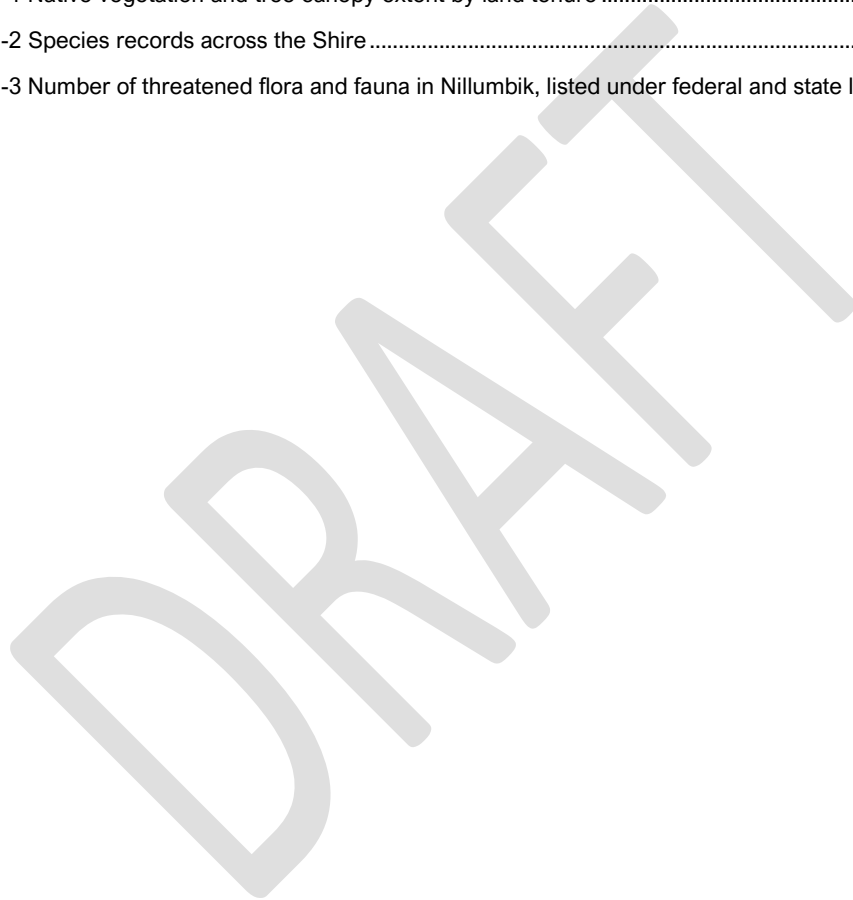 -1 Native vegetation and tree canopy extent by land tenure ................................................
-2 Species records across the Shire .....................................................................................
-3 Number of threatened flora and fauna in Nillumbik, listed under federal and state l
DRAFT